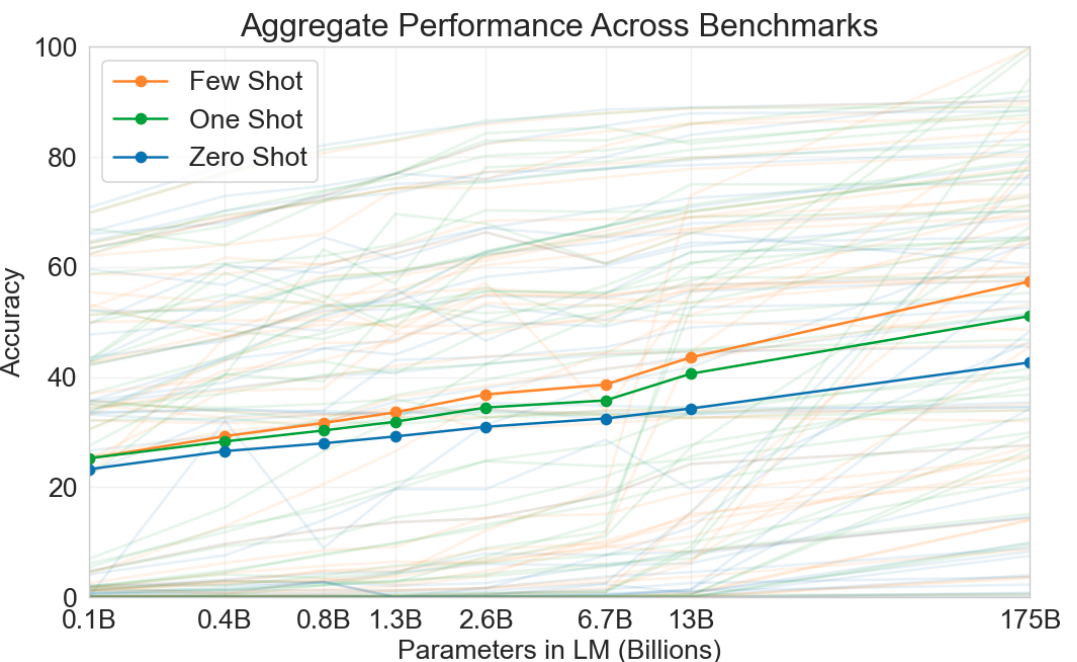 Aggregate Performance Across Benchmarks
100
80
60
40
20
0
Accuracy
Few Shot
One Shot
Zero Shot
0.1B 0.4B 0.8B 1.3B 2.6B 6.7B 13B 175B
Parameters in LM (Billions)